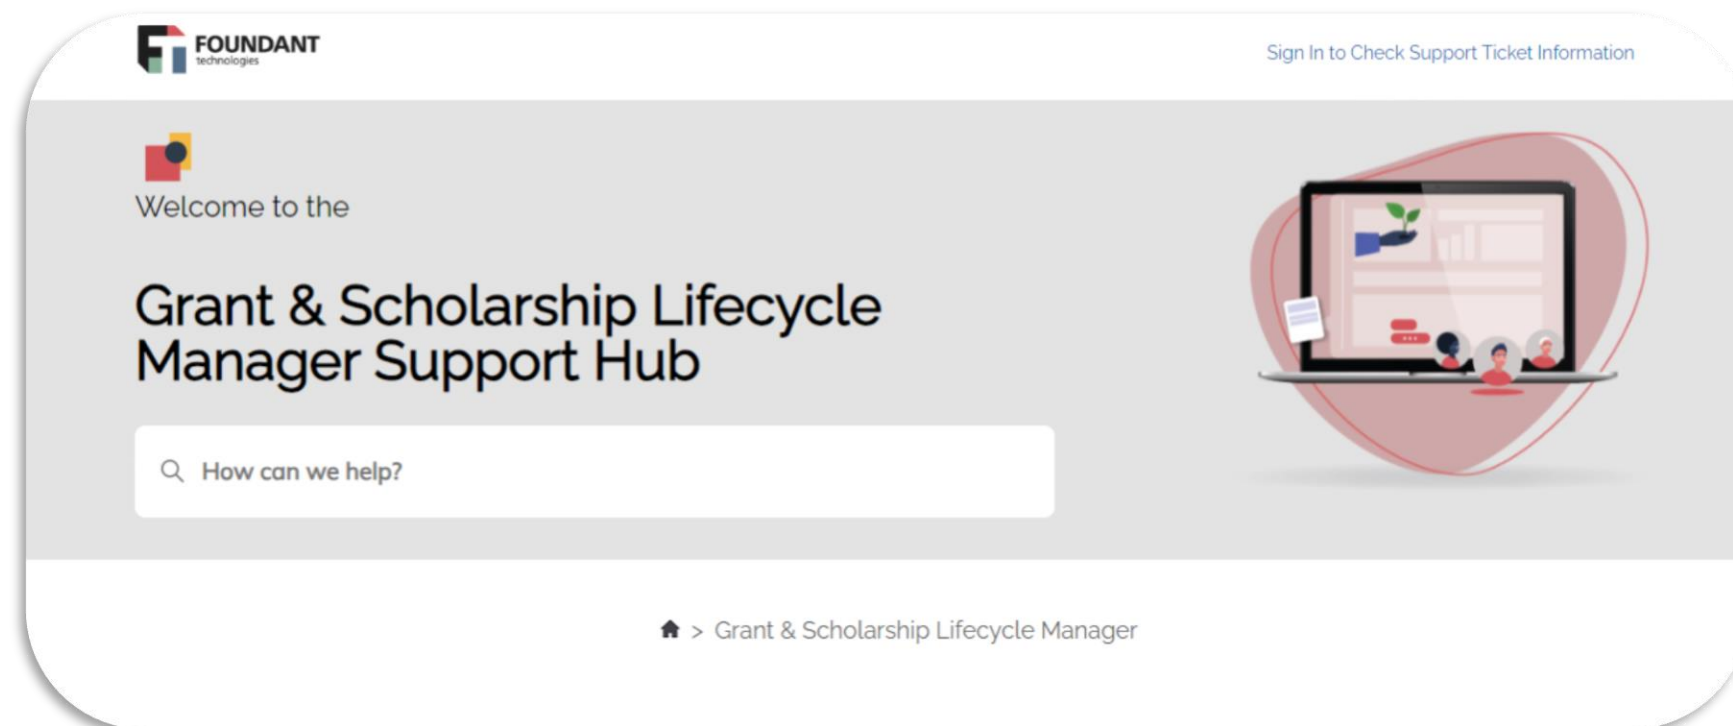 FOUNDANT
technologies
Sign In to Check Support Ticket Information
Welcome to the
Grant & Scholarship Lifecycle
Manager Support Hub
How can we help?
> Grant & Scholarship Lifecycle Manager